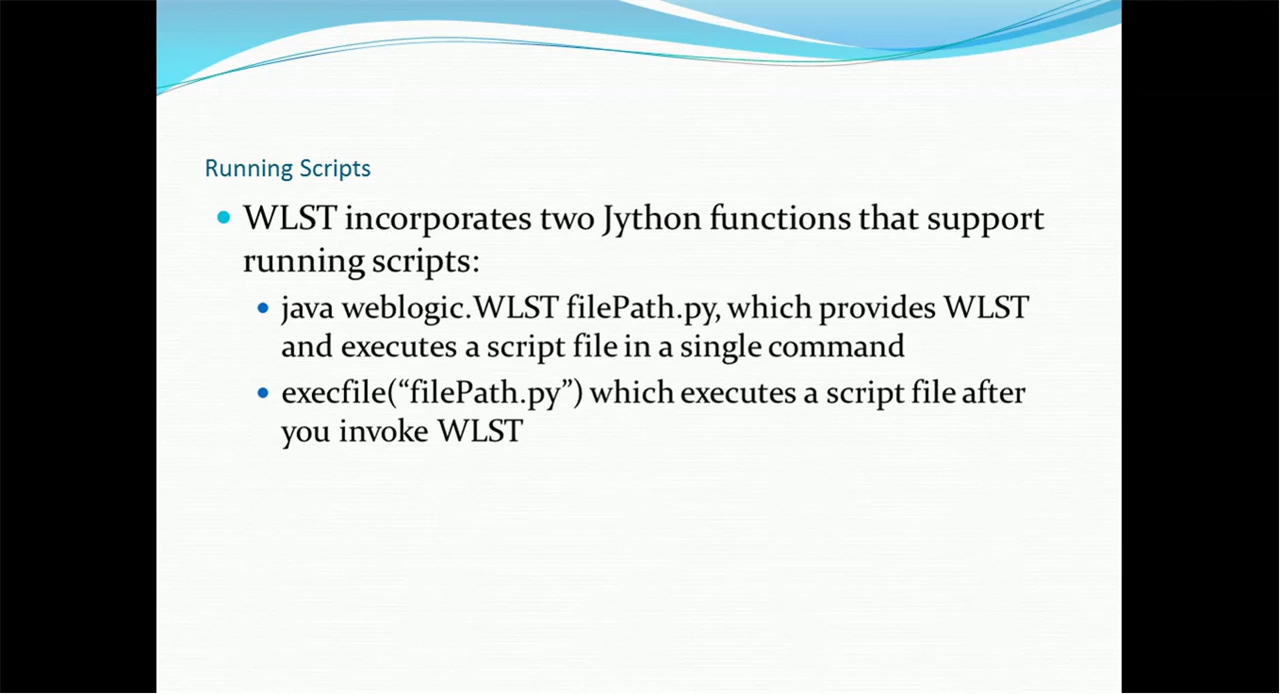 Running Scripts
WLST incorporates two Jython functions that support
running scripts:
java weblogic.WLST filePath.py, which provides WLST
and executes a script file in a single command
execfile(“filePath.py”) which executes a script file after
you invoke WLST